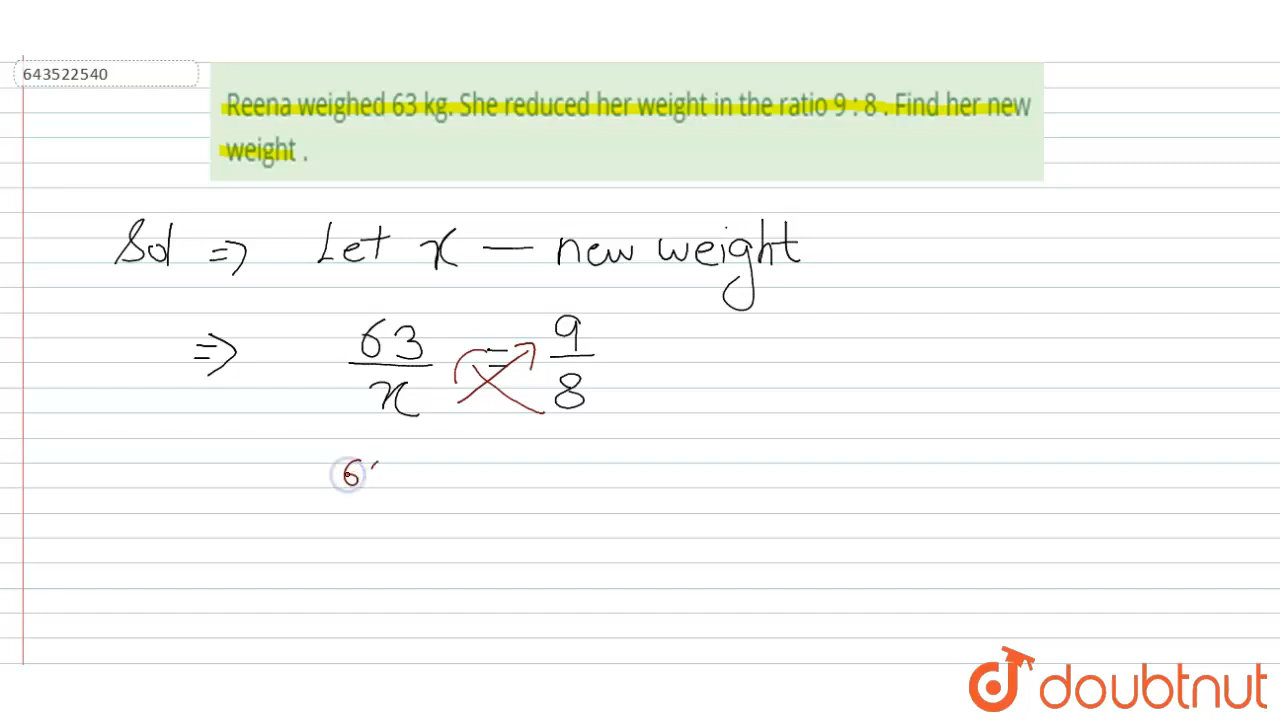 643522540
Reena weighed 63 kg. She reduced her weight in the ratio 9 : 8 . Find her new
weight .
Sol ⇒ Let x — new weight
⇒ 63/x = 9/8
6
doubtnut